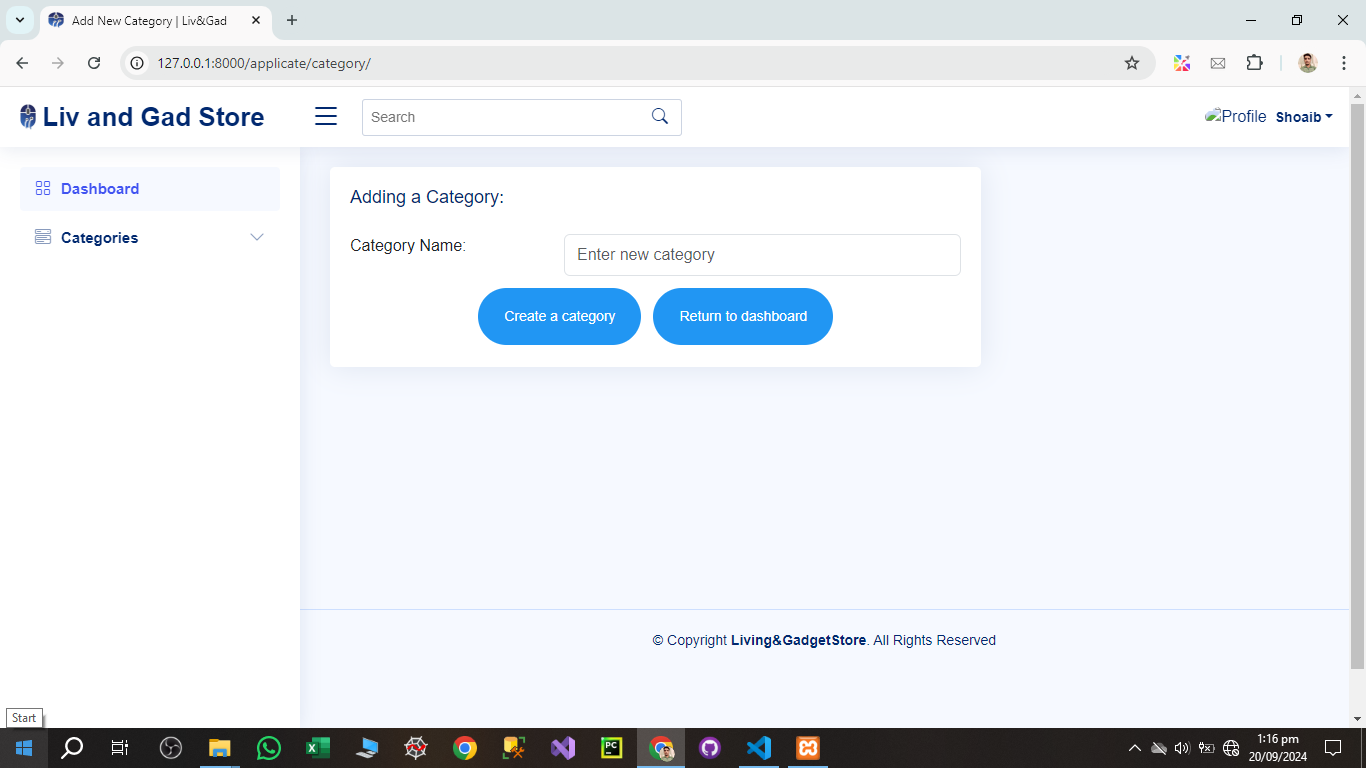 Add New Category | Liv&Gad
127.0.0.1:8000/applicate/category/
Liv and Gad Store
Search
Profile
Shoaib
Dashboard
Categories
Adding a Category:
Category Name:
Enter new category
Create a category
Return to dashboard
© Copyright Living&GadgetStore. All Rights Reserved
Start
PC
1:16 pm
20/09/2024